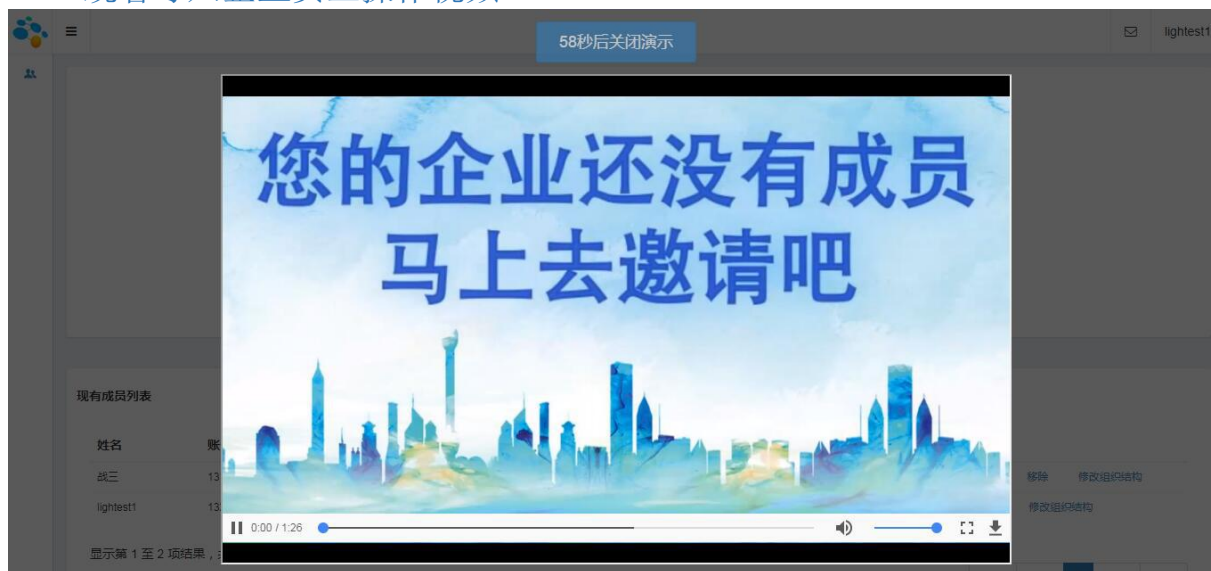 58秒后关闭演示
lightest1
您的企业还没有成员
马上去邀请吧
现有成员列表
姓名 账
战三 13 移除 修改组织结构
lightest1 13 修改组织结构
0:00 / 1:26
显示第 1 至 2 项结果，